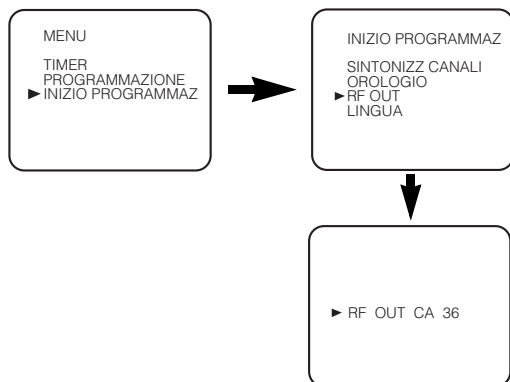 MENU
TIMER
PROGRAMMAZIONE
►INIZIO PROGRAMMAZ
INIZIO PROGRAMMAZ
SINTONIZZ CANALI
OROLOGIO
►RF OUT
LINGUA
► RF OUT CA 36